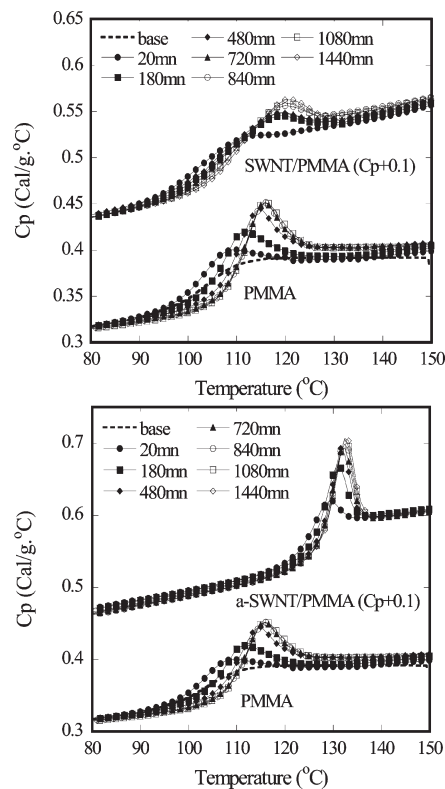 0.65
0.6
0.55
0.5
0.45
0.4
0.35
0.3
Cp (Cal/g.°C)
base
20mn
180mn
480mn
720mn
840mn
1080mn
1440mn
SWNT/PMMA (Cp+0.1)
PMMA
80 90 100 110 120 130 140 150
Temperature (°C)
0.7
0.6
0.5
0.4
0.3
Cp (Cal/g.°C)
base
20mn
180mn
480mn
720mn
840mn
1080mn
1440mn
a-SWNT/PMMA (Cp+0.1)
PMMA
80 90 100 110 120 130 140 150
Temperature (°C)